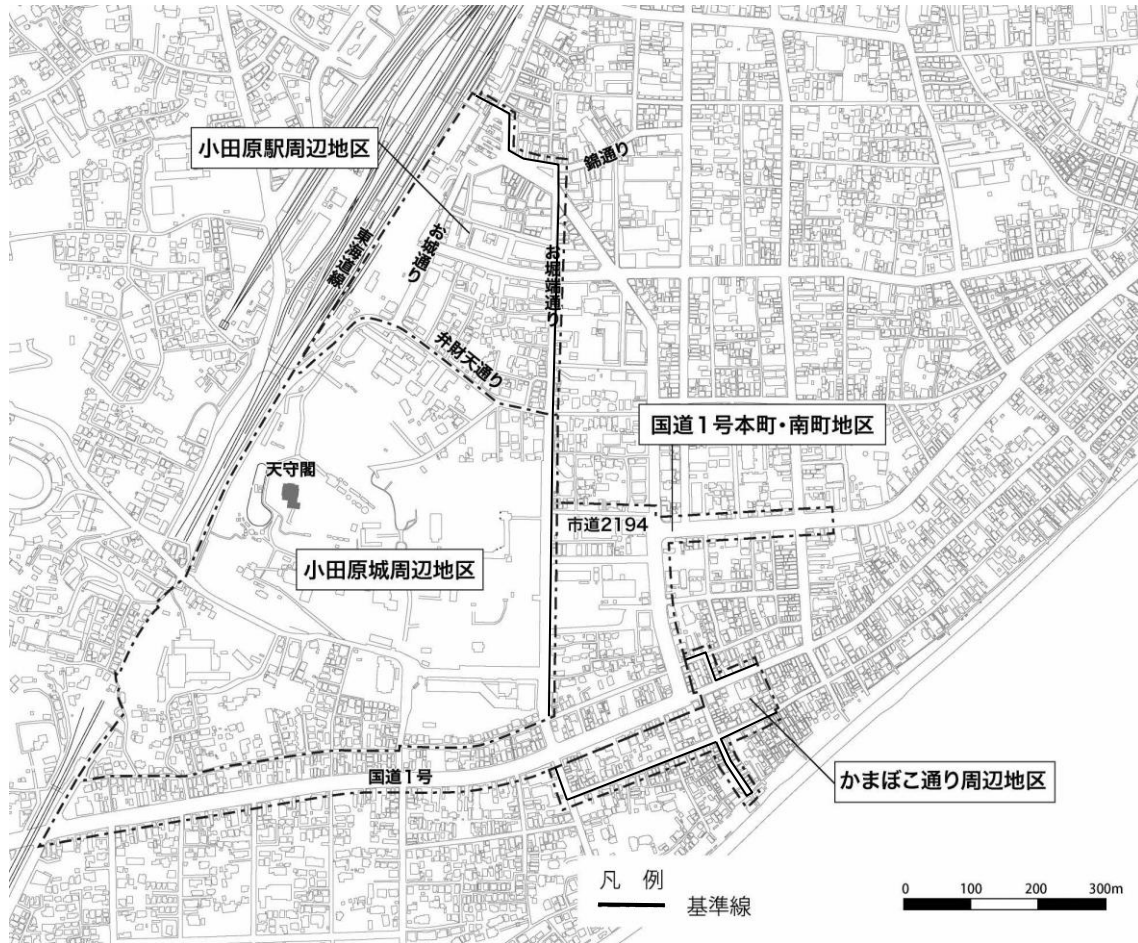 小田原駅周辺地区
錦通り
お城通り
東海道線
お堀端通り
弁財天通り
国道1号本町・南町地区
天守閣
市道2194
小田原城周辺地区
国道1号
かまぼこ通り周辺地区
凡 例
基準線
0 100 200 300m